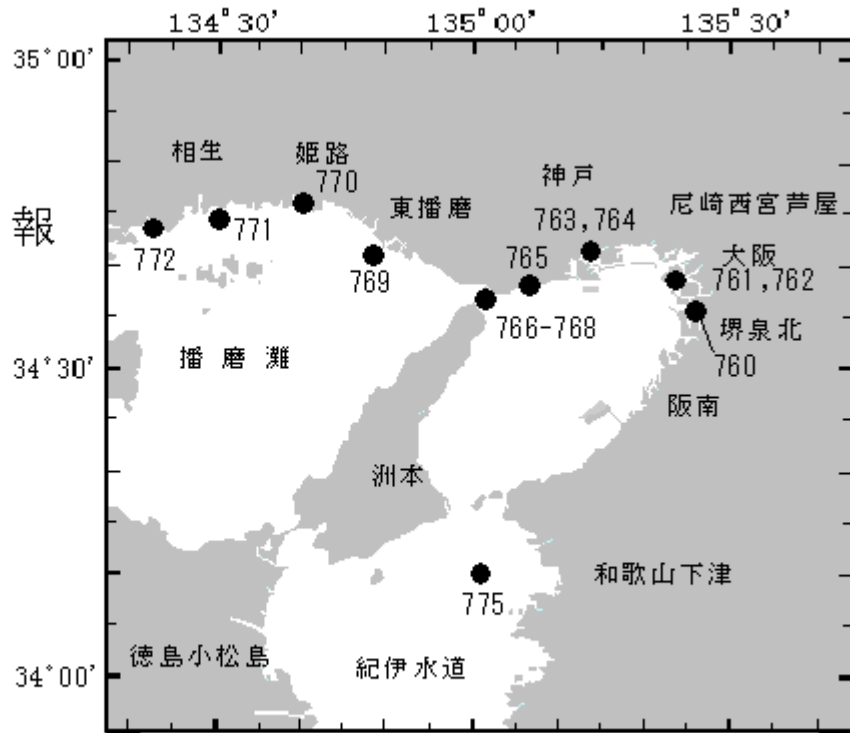 134°30' 135°00' 135°30'
35°00'
相生 姫路
770
神戸
東播磨 尼崎西宮芦屋
報
763,764
772 771 769 765 大阪
761,762
766-768 堺泉北
760
34°30'
播磨灘
阪南
洲本
775
和歌山下津
徳島小松島 紀伊水道
34°00'